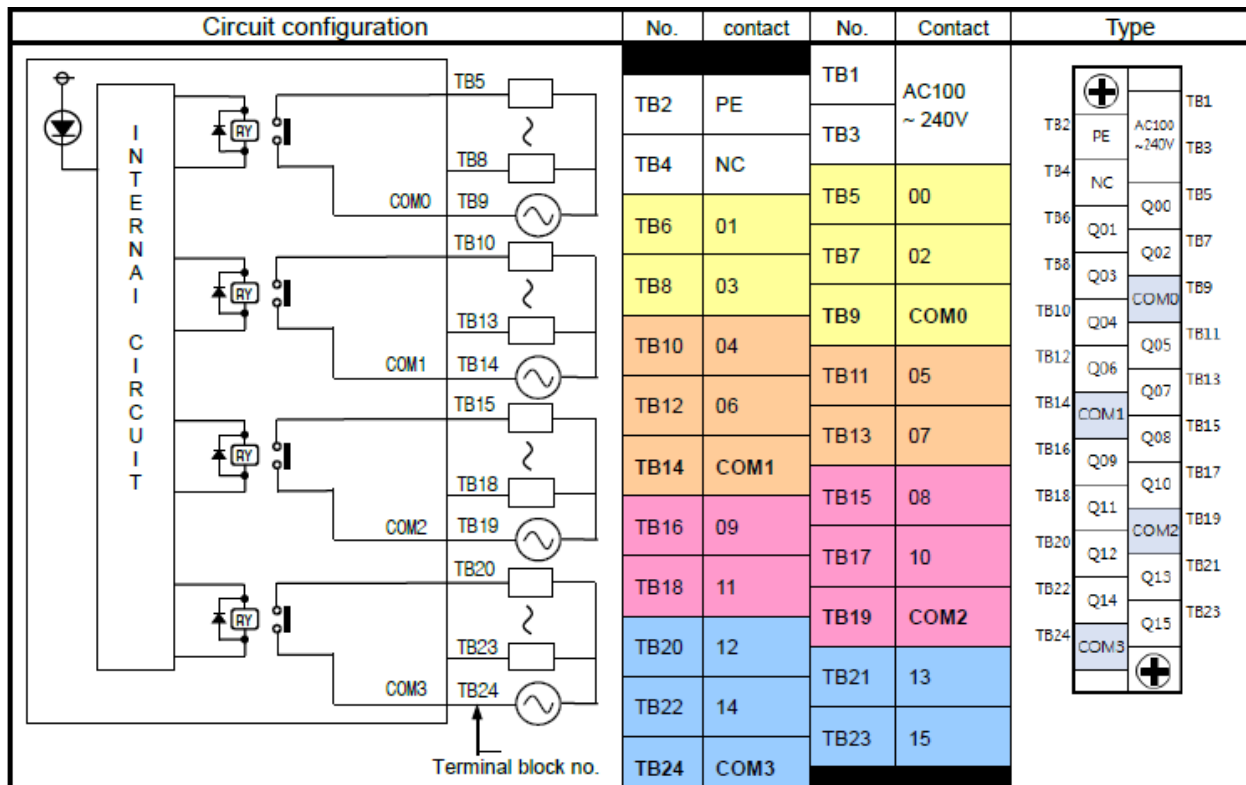 Circuit configuration
No.
contact
No.
Contact
Type
INTERNAI CIRCUIT
RY
TB5
TB8
COM0 TB9
RY
TB10
TB13
COM1 TB14
RY
TB15
TB18
COM2 TB19
RY
TB20
TB23
COM3 TB24
Terminal block no.
TB2 PE
TB4 NC
TB6 01
TB8 03
TB10 04
TB12 06
TB14 COM1
TB16 09
TB18 11
TB20 12
TB22 14
TB24 COM3
TB1
AC100
~ 240V
TB3
TB5 00
TB7 02
TB9 COM0
TB11 05
TB13 07
TB15 08
TB17 10
TB19 COM2
TB21 13
TB23 15
TB2
TB4
TB6
TB8
TB10
TB12
TB14
TB16
TB18
TB20
TB22
TB24
PE
NC
Q01
Q03
Q04
Q06
COM1
Q09
Q11
Q12
Q14
COM3
AC100
~240V
Q00
Q02
COM0
Q05
Q07
Q08
Q10
COM2
Q13
Q15
TB1
TB3
TB5
TB7
TB9
TB11
TB13
TB15
TB17
TB19
TB21
TB23